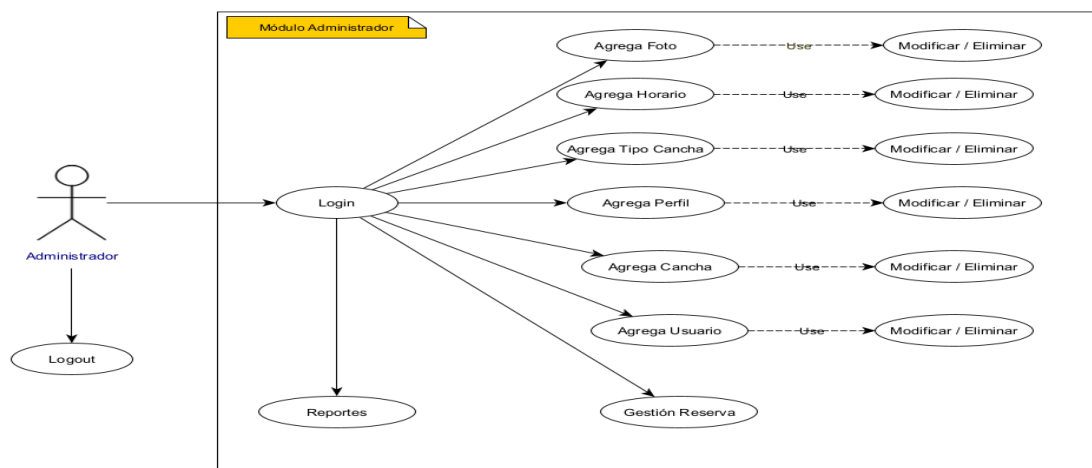 Módulo Administrador
Agrega Foto
Use
Modificar / Eliminar
Agrega Horario
Use
Modificar / Eliminar
Agrega Tipo Cancha
Use
Modificar / Eliminar
Login
Agrega Perfil
Use
Modificar / Eliminar
Administrador
Agrega Cancha
Use
Modificar / Eliminar
Agrega Usuario
Use
Modificar / Eliminar
Logout
Reportes
Gestión Reserva